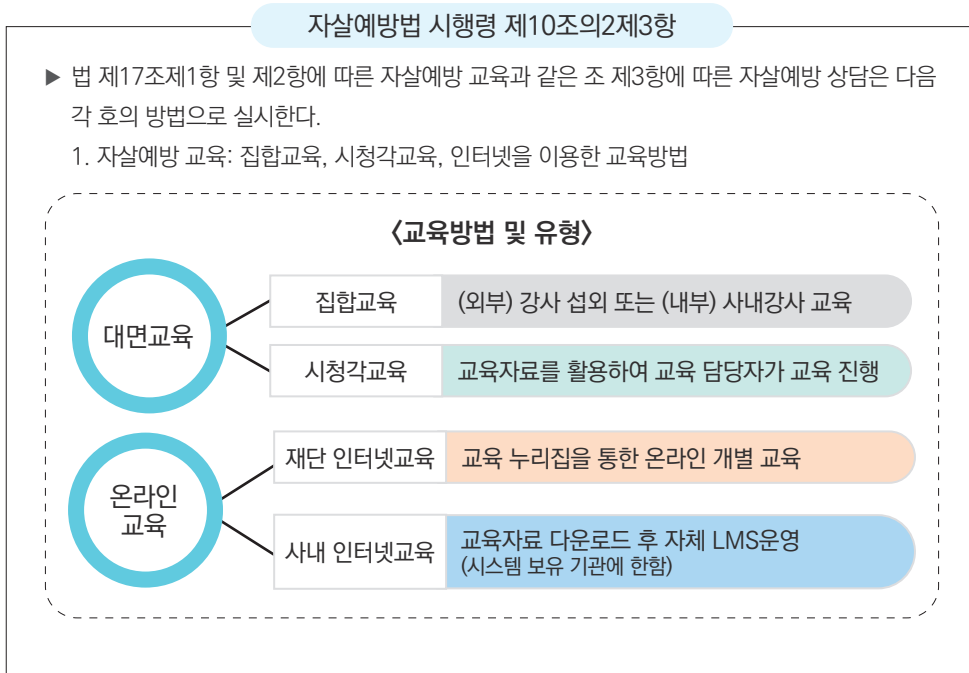 자살예방법 시행령 제10조의2제3항
▶ 법 제17조제1항 및 제2항에 따른 자살예방 교육과 같은 조 제3항에 따른 자살예방 상담은 다음
각 호의 방법으로 실시한다.
1. 자살예방 교육: 집합교육, 시청각교육, 인터넷을 이용한 교육방법
〈교육방법 및 유형〉
대면교육
집합교육
(외부) 강사 섭외 또는 (내부) 사내강사 교육
시청각교육
교육자료를 활용하여 교육 담당자가 교육 진행
온라인
교육
재단 인터넷교육
교육 누리집을 통한 온라인 개별 교육
사내 인터넷교육
교육자료 다운로드 후 자체 LMS운영
(시스템 보유 기관에 한함)